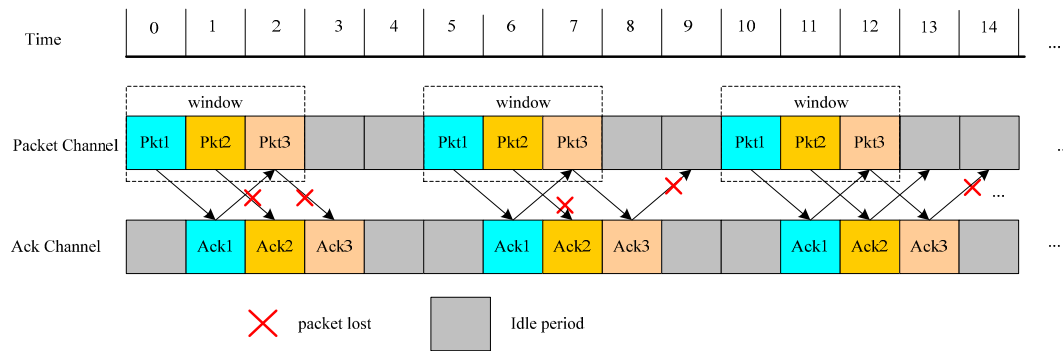 Time 0 1 2 3 4 5 6 7 8 9 10 11 12 13 14 ...
window window window
Packet Channel Pkt1 Pkt2 Pkt3 Pkt1 Pkt2 Pkt3 Pkt1 Pkt2 Pkt3 ..
...
Ack Channel Ack1 Ack2 Ack3 Ack1 Ack2 Ack3 Ack1 Ack2 Ack3 ...
packet lost Idle period